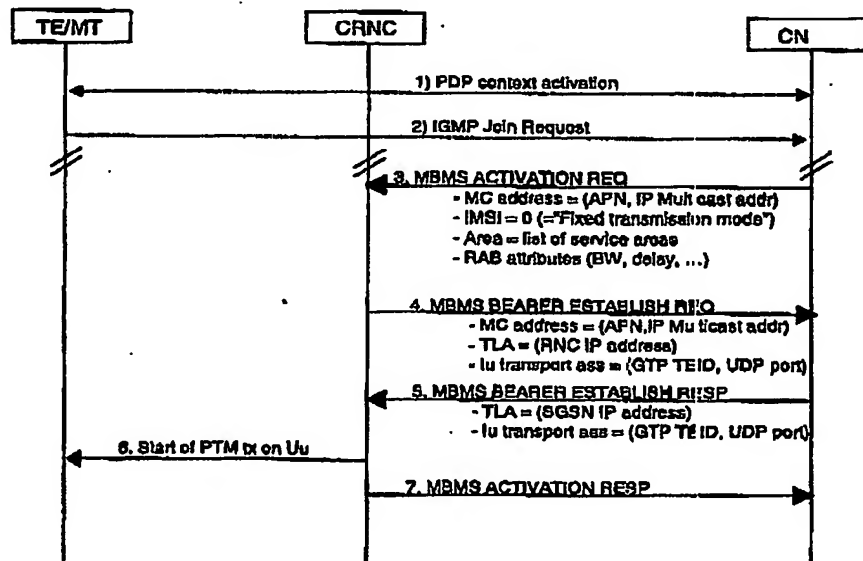 TE/MT
CRNC
CN
1) PDP context activation
2) IGMP Join Request
3. MBMS ACTIVATION REQ
- MC address = (APN, IP Multicast addr)
- IMSI = 0 (="Fixed transmission mode")
- Area = list of service areas
- RAB attributes (BW, delay, ...)
4. MBMS BEARER ESTABLISH REQ
- MC address = (APN,IP Multicast addr)
- TLA = (RNC IP address)
- Iu transport ass = (GTP TEID, UDP port)
5. MBMS BEARER ESTABLISH RESP
- TLA = (SGSN IP address)
- Iu transport ass = (GTP TEID, UDP port)
6. Start of PTM tx on Uu
7. MBMS ACTIVATION RESP